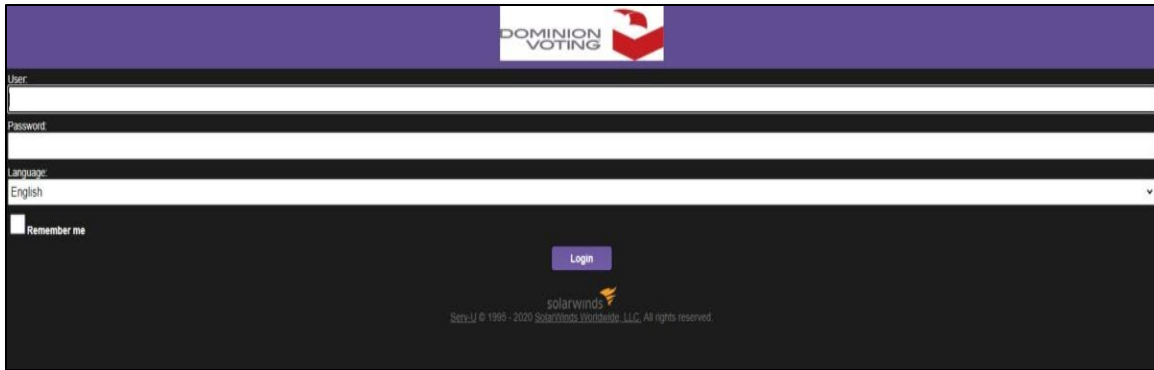 DOMINION
VOTING
User:
Password:
Language:
English
Remember me
Login
solarwinds
Serv-U © 1995 - 2020 SolarWinds Worldwide, LLC. All rights reserved.